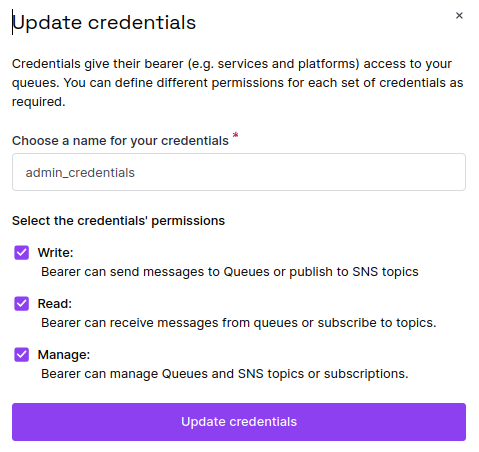 Update credentials
×
Credentials give their bearer (e.g. services and platforms) access to your
queues. You can define different permissions for each set of credentials as
required.
Choose a name for your credentials *
admin_credentials
Select the credentials' permissions
Write:
Bearer can send messages to Queues or publish to SNS topics
Read:
Bearer can receive messages from queues or subscribe to topics.
Manage:
Bearer can manage Queues and SNS topics or subscriptions.
Update credentials